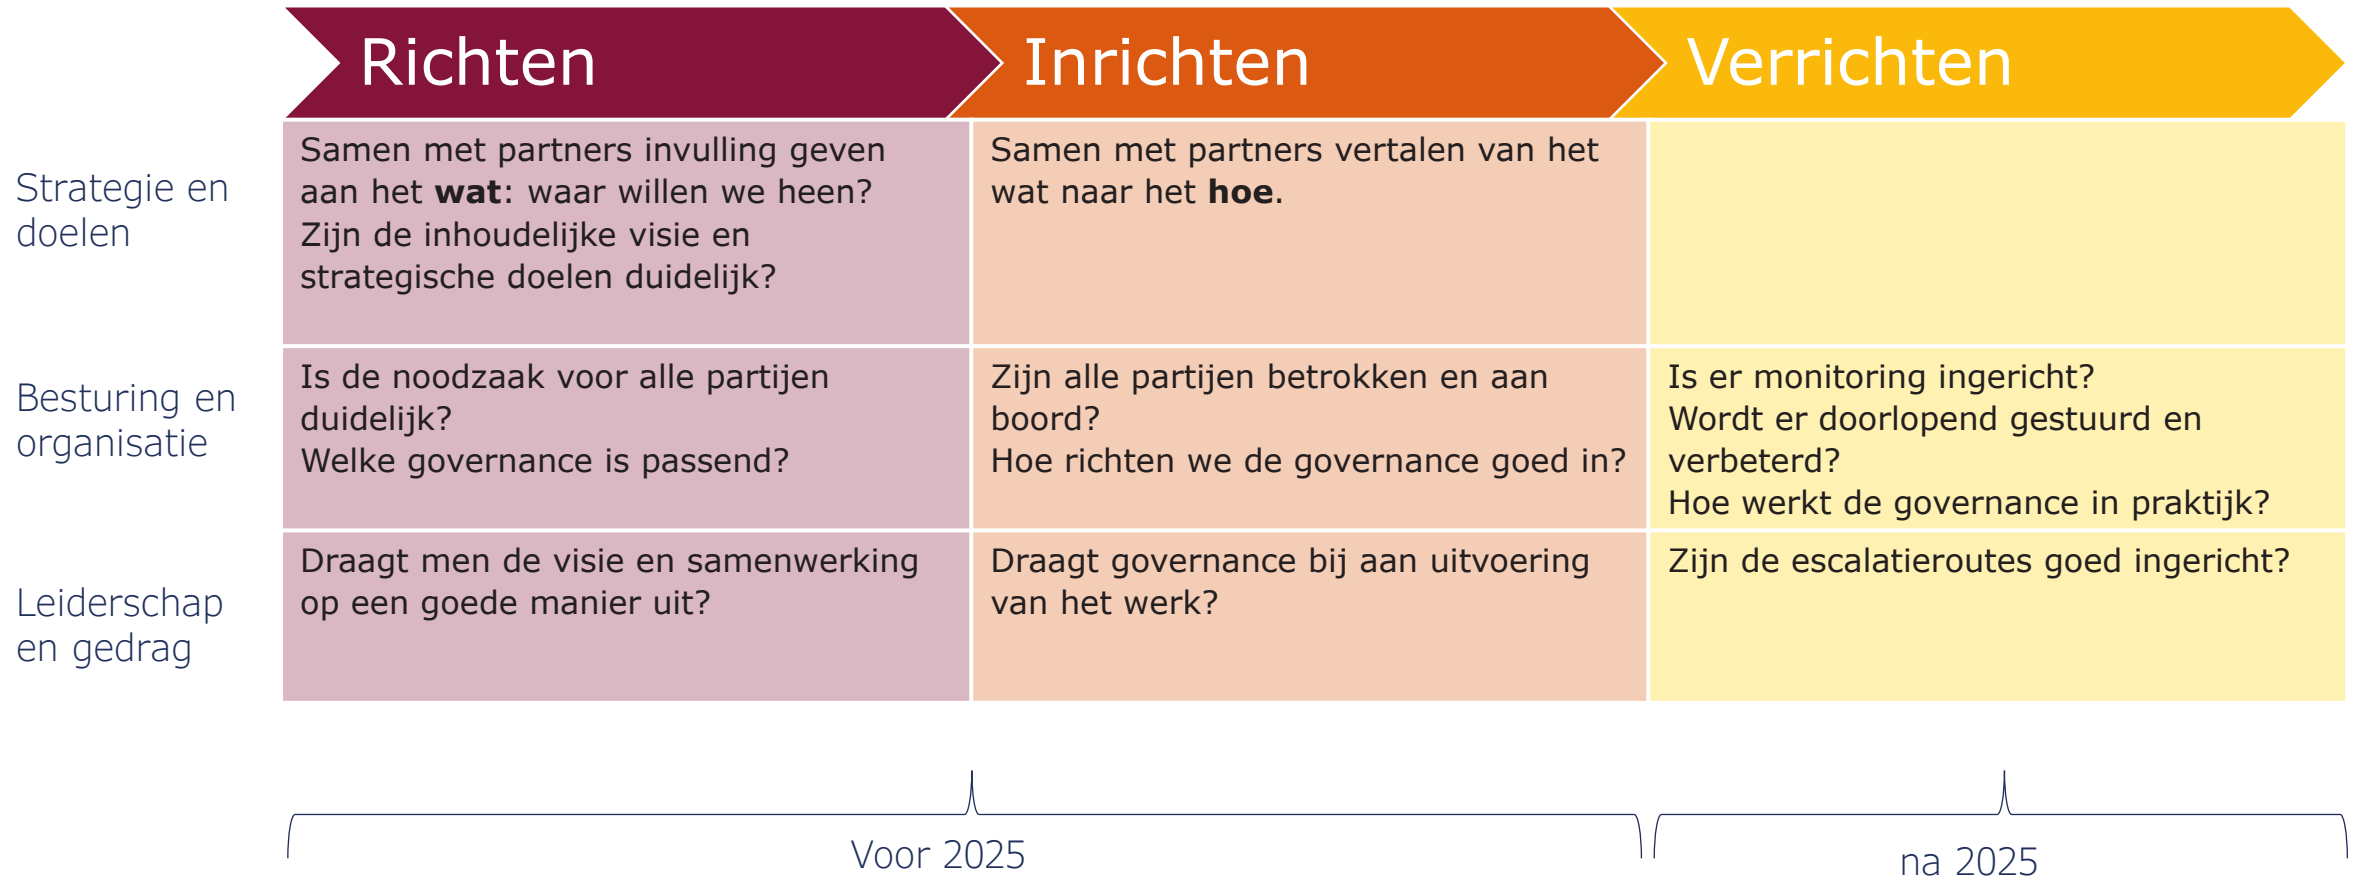 Richten
Inrichten
Verrichten
Strategie en
doelen
Samen met partners invulling geven
aan het wat: waar willen we heen?
Zijn de inhoudelijke visie en
strategische doelen duidelijk?
Samen met partners vertalen van het
wat naar het hoe.
Besturing en
organisatie
Is de noodzaak voor alle partijen
duidelijk?
Welke governance is passend?
Zijn alle partijen betrokken en aan
boord?
Hoe richten we de governance goed in?
Is er monitoring ingericht?
Wordt er doorlopend gestuurd en
verbeterd?
Hoe werkt de governance in praktijk?
Leiderschap
en gedrag
Draagt men de visie en samenwerking
op een goede manier uit?
Draagt governance bij aan uitvoering
van het werk?
Zijn de escalatieroutes goed ingericht?
Voor 2025
na 2025